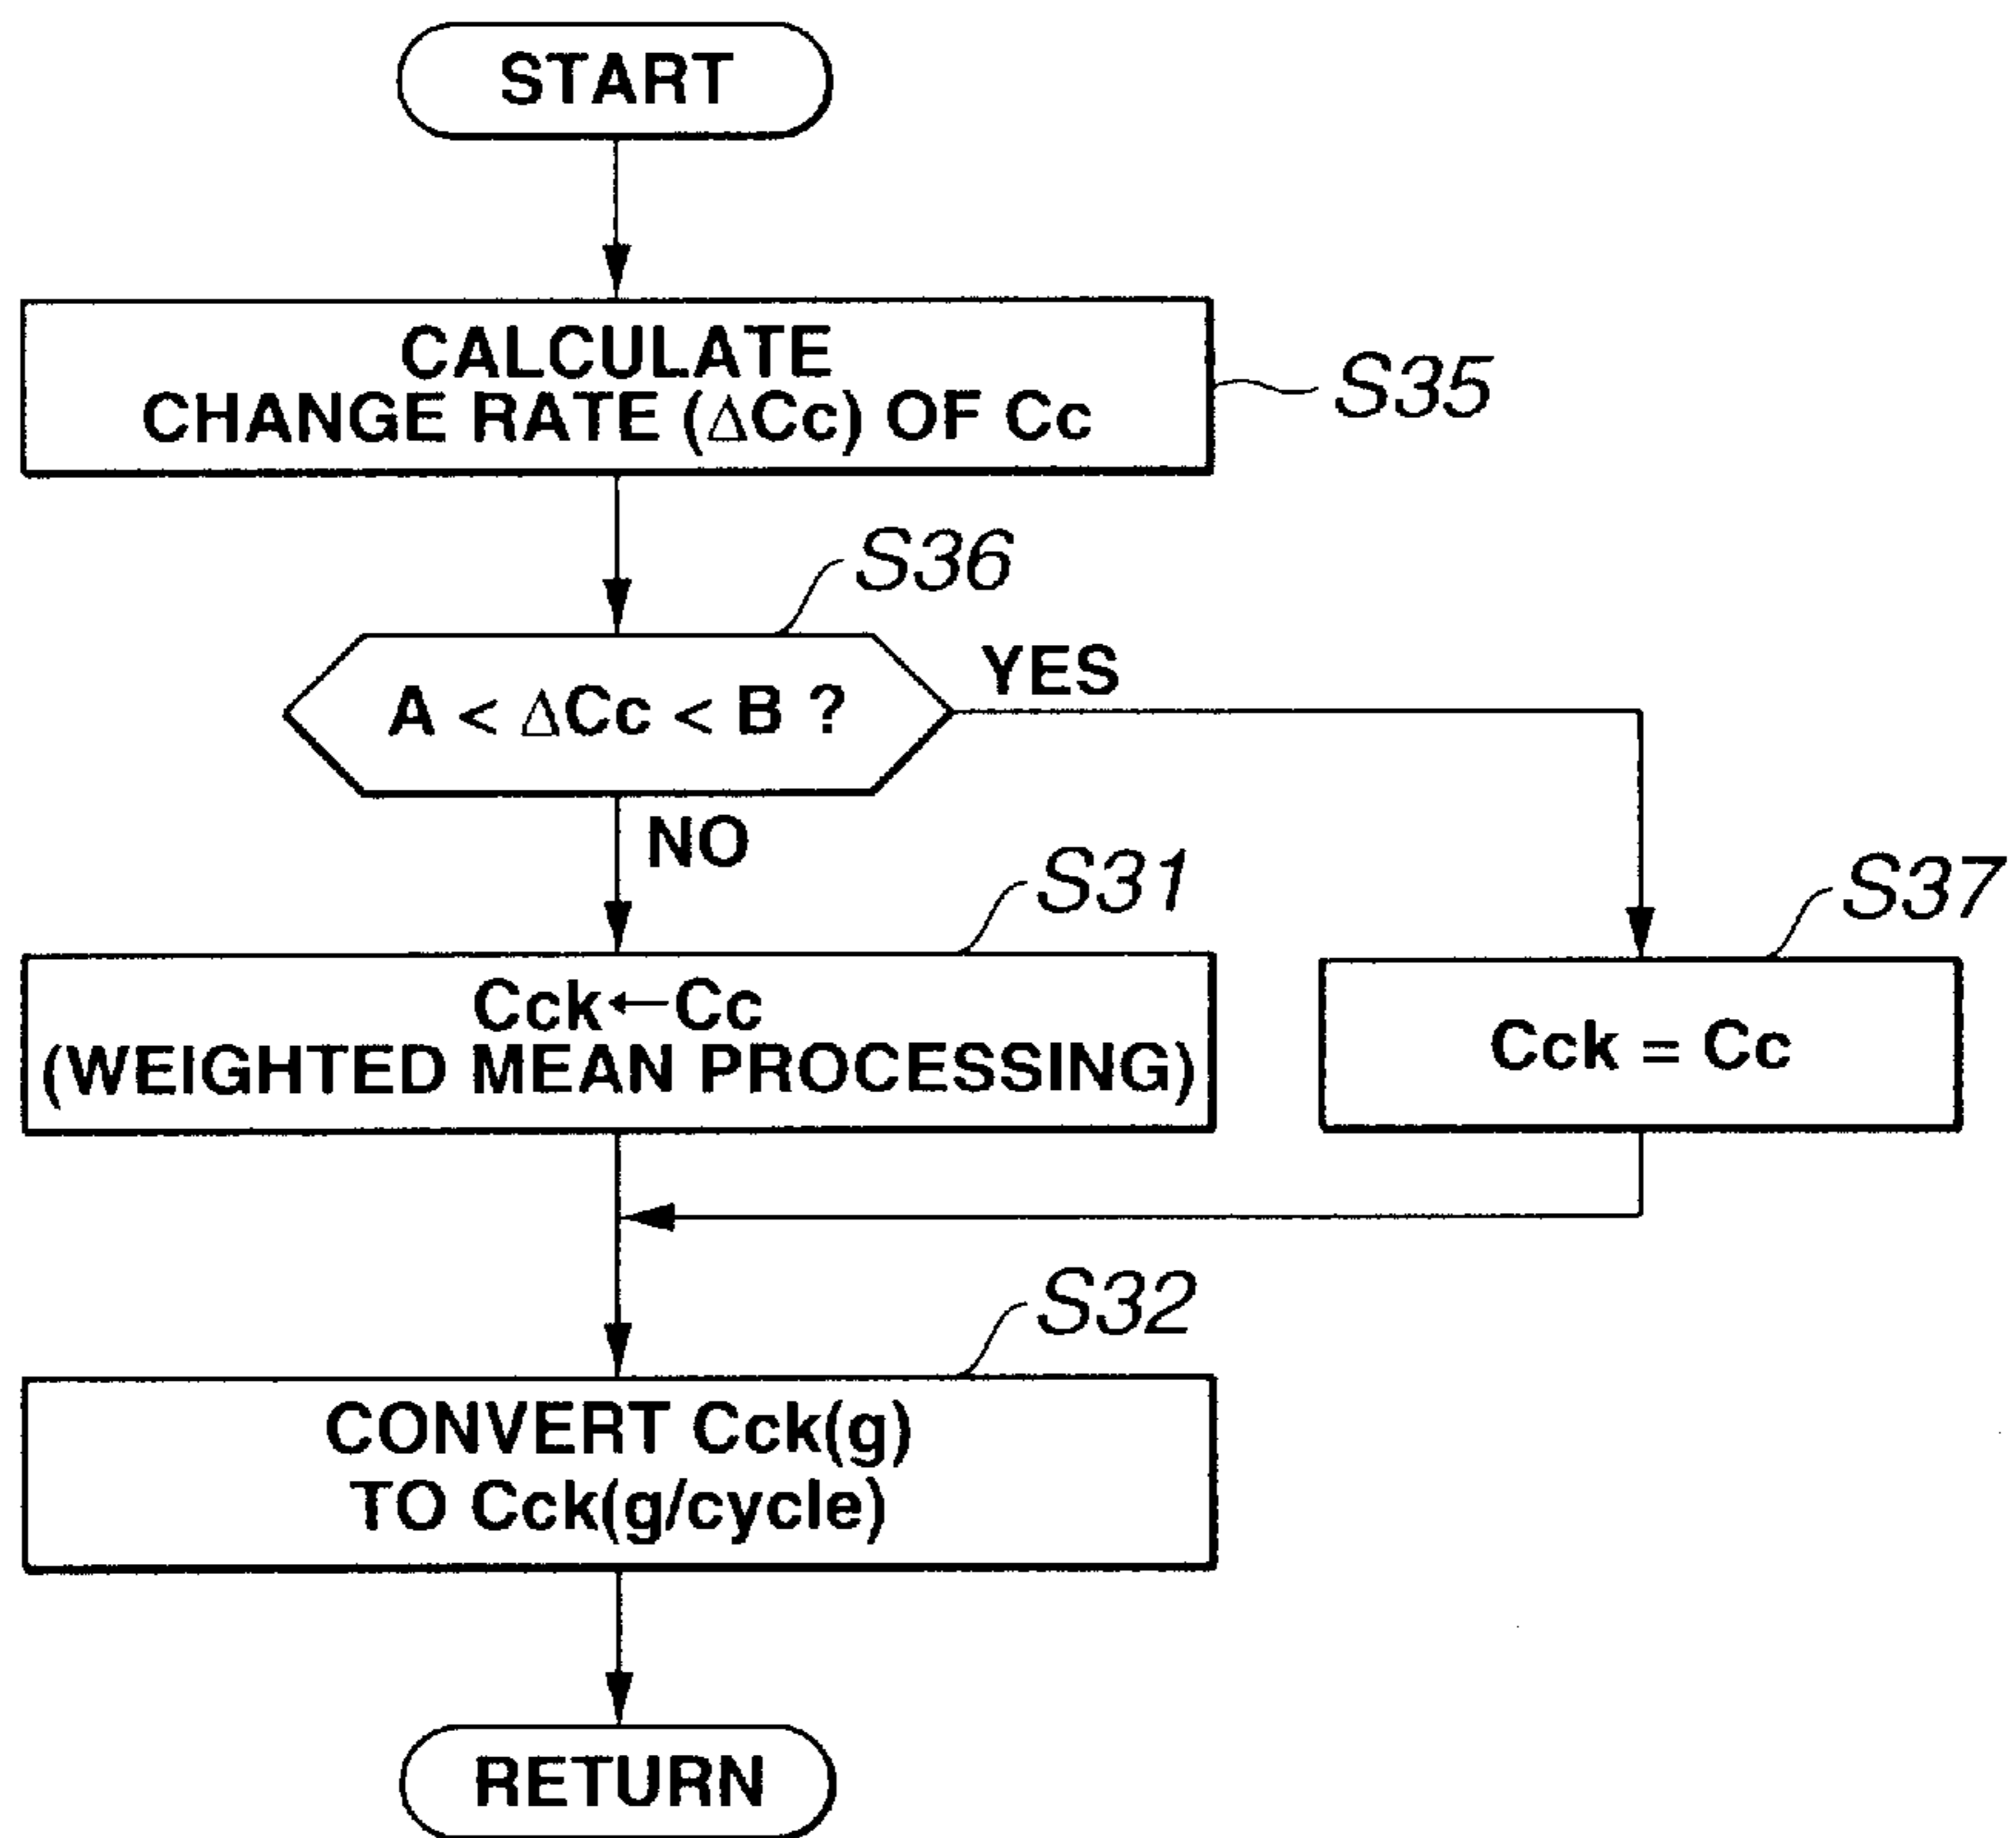 START
CALCULATE
CHANGE RATE (ΔCc) OF Cc
S35
S36
A < ΔCc < B ?
YES
NO
S31
S37
Cck←Cc
(WEIGHTED MEAN PROCESSING)
Cck = Cc
S32
CONVERT Cck(g)
TO Cck(g/cycle)
RETURN